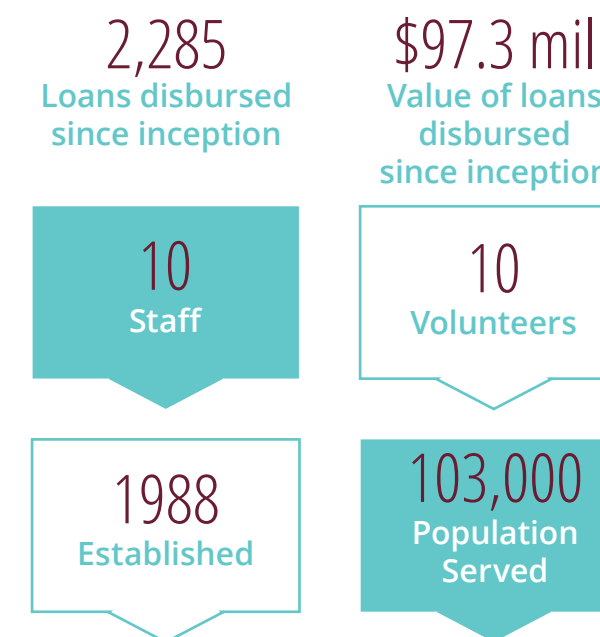 2,285
Loans disbursed
since inception
$97.3 mil
Value of loans
disbursed
since inception
10
Staff
10
Volunteers
1988
Established
103,000
Population
Served